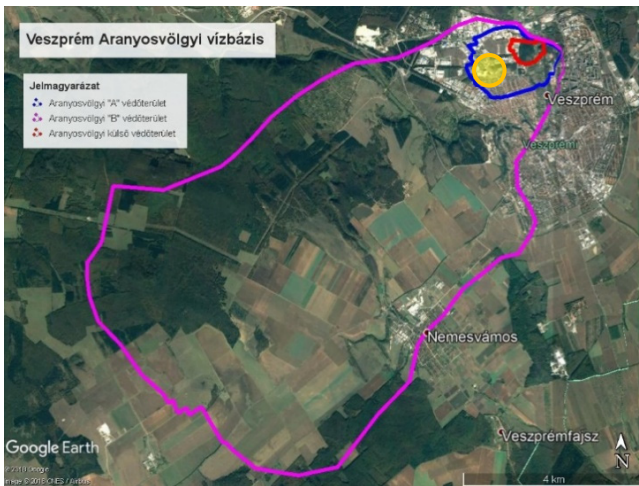 Veszprém Aranyosvölgyi vízbázis
Jelmagyarázat
Aranyosvölgyi "A" védőterület
Aranyosvölgyi "B" védőterület
Aranyosvölgyi külső védőterület
Veszprém
Veszprém
Nemesvámos
Veszprémfajsz
Google Earth
N
4 km